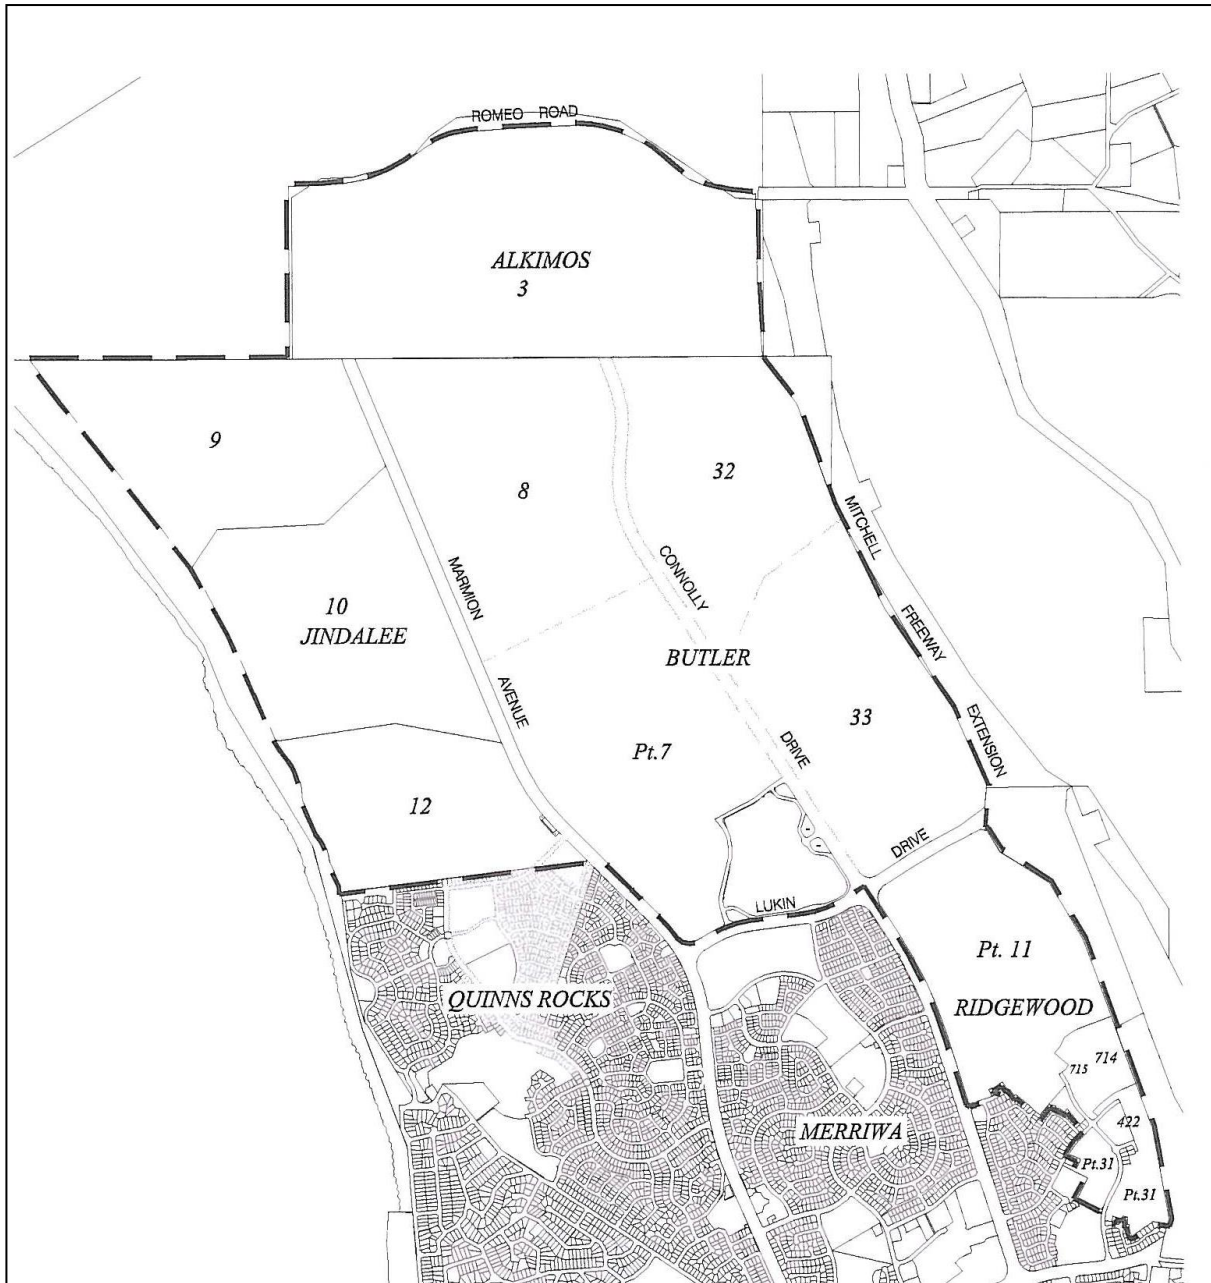 ROMEO ROAD
ALKIMOS
3
9
8
32
MITCHELL
FREEWAY
EXTENSION
CONNOLLY
DRIVE
MARMION
AVENUE
10
JINDALEE
BUTLER
33
Pt.7
12
DRIVE
LUKIN
Pt. 11
RIDGEWOOD
QUINNS ROCKS
714
715
422
MERRIWA
Pt.31
Pt.31